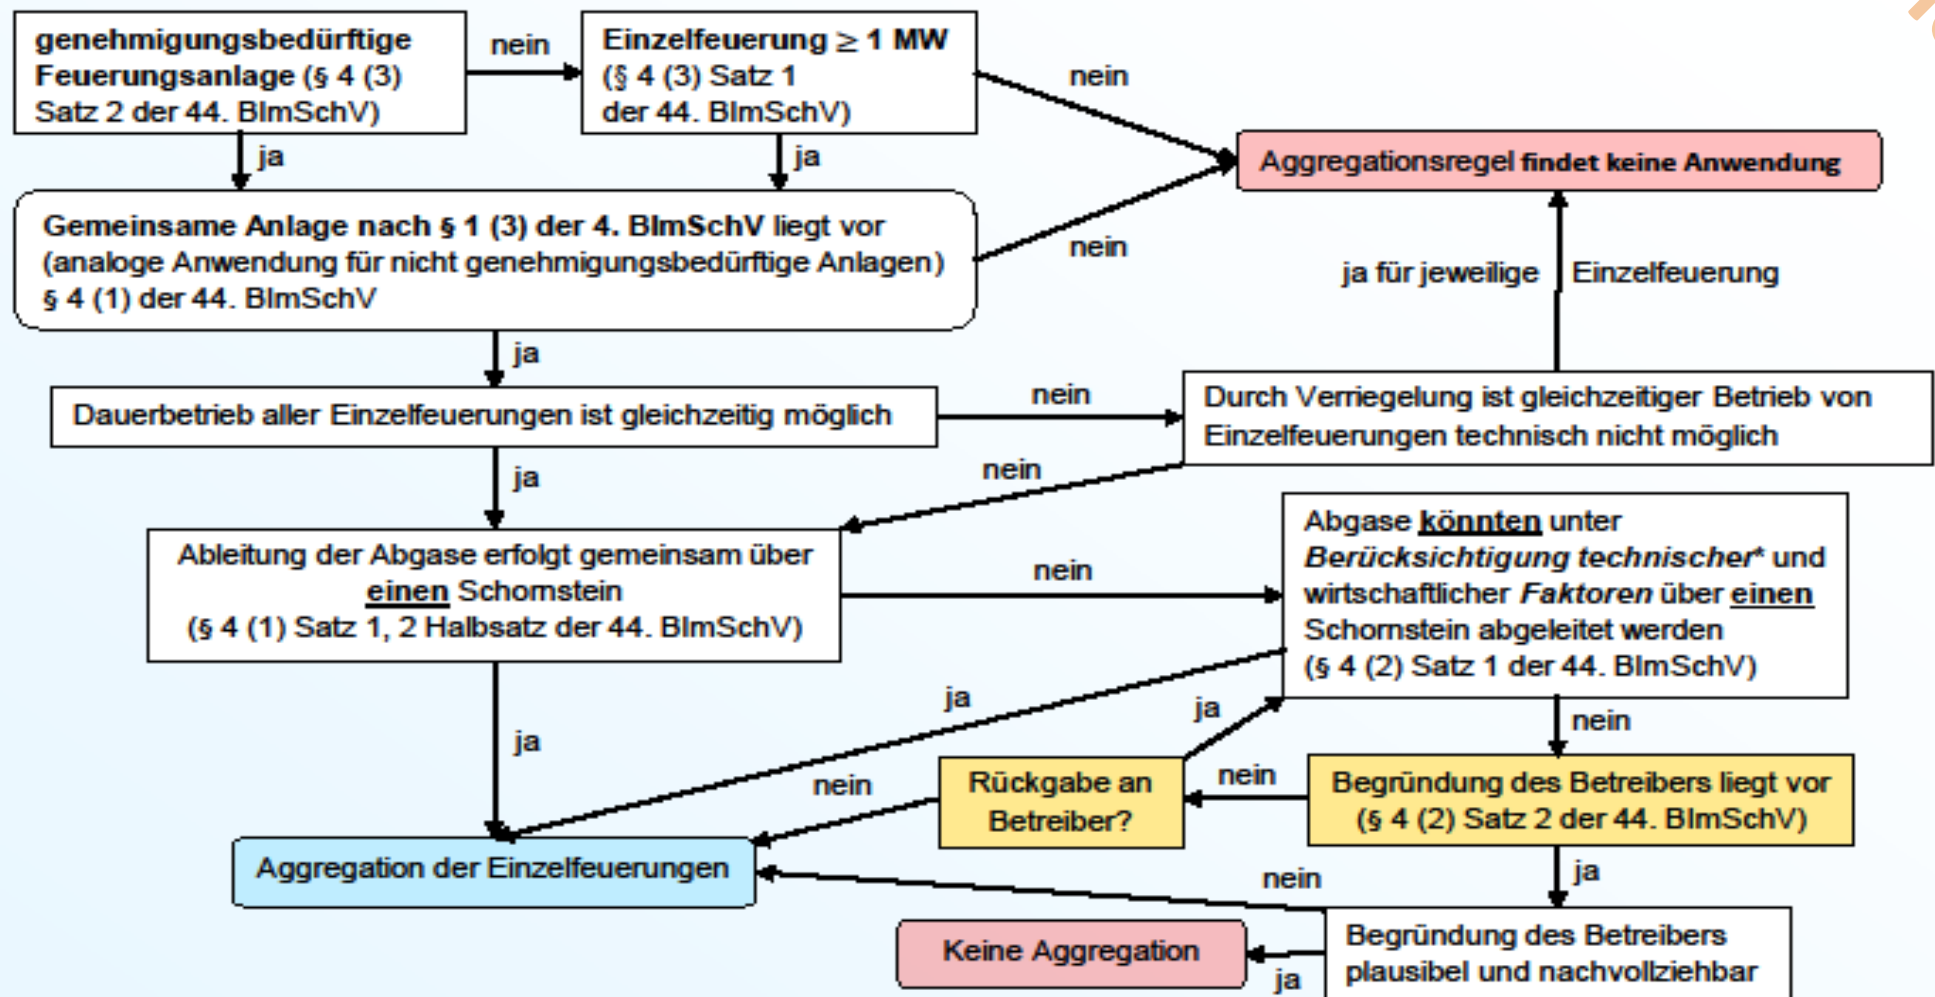 genehmigungsbedürftige
Feuerungsanlage (§ 4 (3)
Satz 2 der 44. BImSchV)
nein
Einzelfeuerung ≥ 1 MW
(§ 4 (3) Satz 1
der 44. BImSchV)
nein
ja
ja
Aggregationsregel findet keine Anwendung
Gemeinsame Anlage nach § 1 (3) der 4. BImSchV liegt vor
(analoge Anwendung für nicht genehmigungsbedürftige Anlagen)
§ 4 (1) der 44. BImSchV
nein
ja für jeweilige Einzelfeuerung
ja
Dauerbetrieb aller Einzelfeuerungen ist gleichzeitig möglich
nein
Durch Verriegelung ist gleichzeitiger Betrieb von
Einzelfeuerungen technisch nicht möglich
nein
ja
Ableitung der Abgase erfolgt gemeinsam über
einen Schornstein
(§ 4 (1) Satz 1, 2 Halbsatz der 44. BImSchV)
nein
Abgase könnten unter
Berücksichtigung technischer* und
wirtschaftlicher Faktoren über einen
Schornstein abgeleitet werden
(§ 4 (2) Satz 1 der 44. BImSchV)
ja
ja
nein
ja
nein
Rückgabe an
Betreiber?
nein
Begründung des Betreibers liegt vor
(§ 4 (2) Satz 2 der 44. BImSchV)
Aggregation der Einzelfeuerungen
nein
ja
Keine Aggregation
ja
Begründung des Betreibers
plausibel und nachvollziehbar